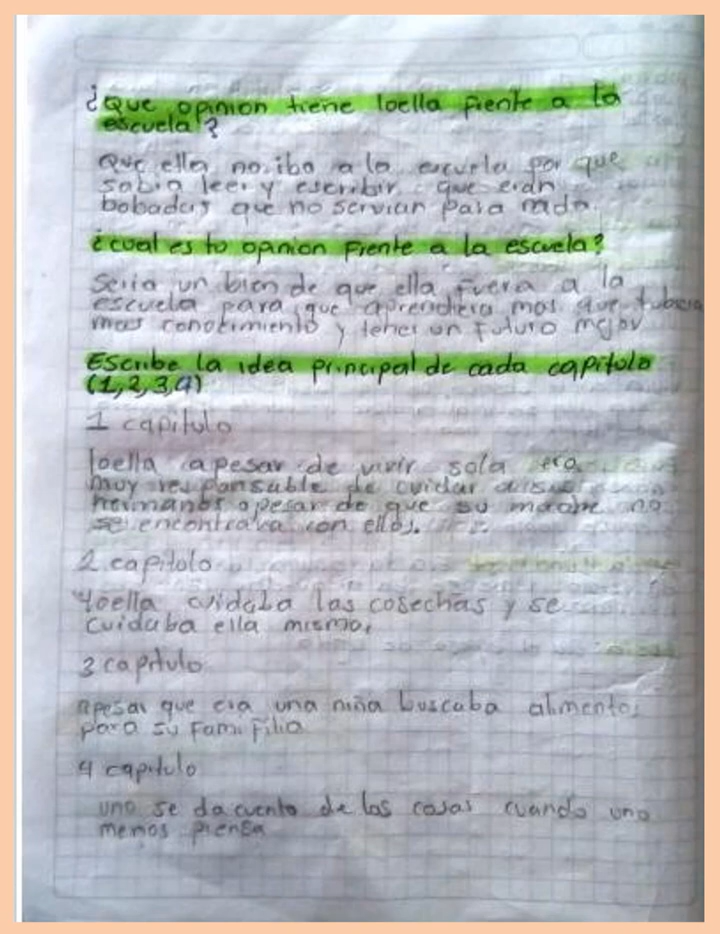 ¿Que opinion tiene loella frente a la
escuela?
Que ella no iba a la escuela por que
sabia leer y escribir que eran
bobadas que no servian para nada.
¿cual es tu opinion frente a la escuela?
seria un bien de que ella fuera a la
escuela para que aprendiera mas que tubiera
mas conocimiento y tener un futuro mejor
Escribe la idea principal de cada capitulo
(1,2,3,4)
1 capitulo
loella apesar de vivir sola era
muy responsable de cuidar a sus
hermanos apesar de que su madre no
se encontrava con ellos.
2 capitolo
loella cuidaba las cosechas y se
cuidaba ella misma.
3 capitulo
apesar que era una niña buscaba alimentos
para su Famifilia
4 capitulo
uno se da cuenta de las cosas cuando uno
menos piensa